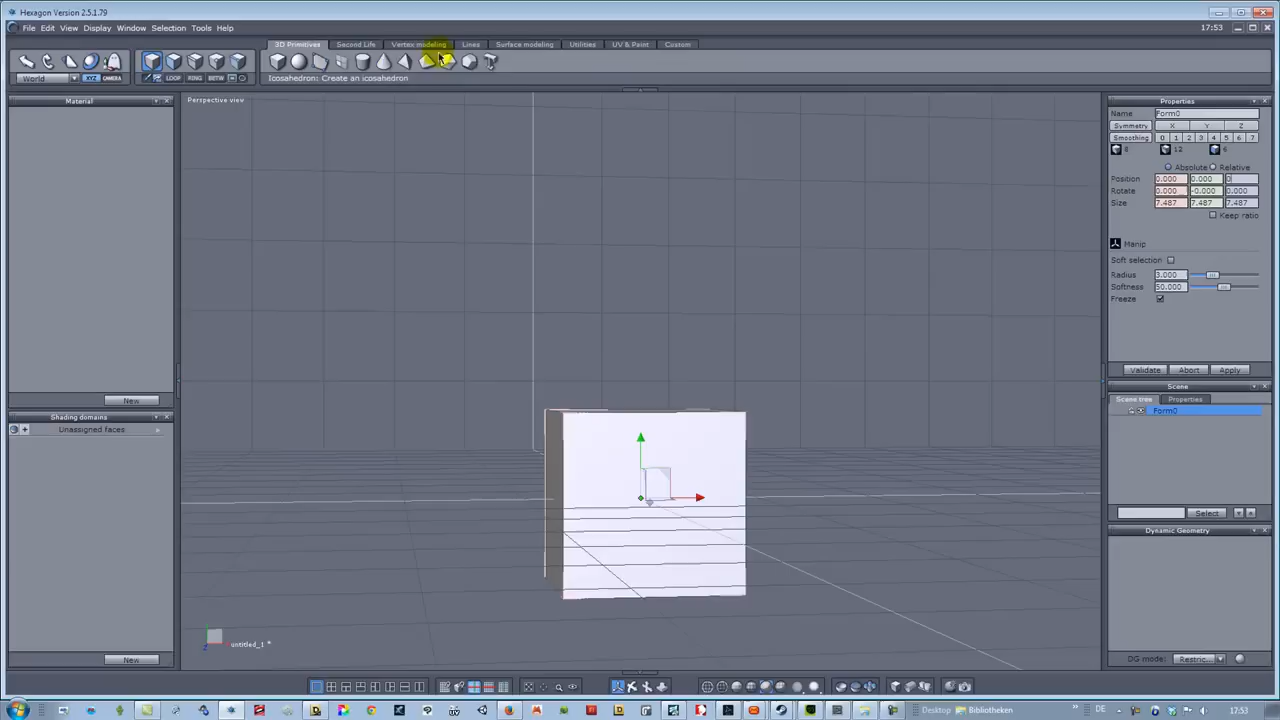 Hexagon Version 2.5.1.79
File Edit View Display Window Selection Tools Help
17:53
3D Primitives Second Life Vertex modeling Lines Surface modeling Utilities UV & Paint Custom
World XYZ CAMERA LOOP RING BETW
Icosahedron: Create an icosahedron
Material
Perspective view
Properties
Name Form0
Symmetry X Y Z
Smoothing 0 1 2 3 4 5 6 7
8 12 6
Absolute Relative
Position 0.000 0.000 0
Rotate 0.000 -0.000 0.000
Size 7.487 7.487 7.487
Keep ratio
Manip
Soft selection
Radius 3.000
Softness 50.000
Freeze
Validate Abort Apply
Scene
Scene tree Properties
Form0
New
Shading domains
Unassigned faces
Select
Dynamic Geometry
untitled_1 *
New
DG mode: Restric...
Desktop Bibliotheken DE 17:53